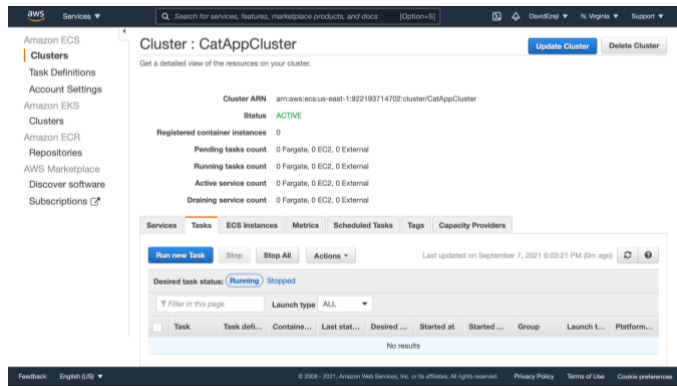 aws Services ▼ Search for services, features, marketplace products, and docs [Option+S] DavidEzeji ▼ N. Virginia ▼ Support ▼
Amazon ECS
Clusters
Task Definitions
Account Settings
Amazon EKS
Clusters
Amazon ECR
Repositories
AWS Marketplace
Discover software
Subscriptions
Cluster : CatAppCluster
Update Cluster Delete Cluster
Get a detailed view of the resources on your cluster.
Cluster ARN arn:aws:ecs:us-east-1:922193714702:cluster/CatAppCluster
Status ACTIVE
Registered container instances 0
Pending tasks count 0 Fargate, 0 EC2, 0 External
Running tasks count 0 Fargate, 0 EC2, 0 External
Active service count 0 Fargate, 0 EC2, 0 External
Draining service count 0 Fargate, 0 EC2, 0 External
Services Tasks ECS Instances Metrics Scheduled Tasks Tags Capacity Providers
Run new Task Stop Stop All Actions Last updated on September 7, 2021 6:03:21 PM (0m ago)
Desired task status: Running Stopped
Filter in this page Launch type ALL
Task Task defi... Containe... Last stat... Desired ... Started at Started ... Group Launch t... Platform...
No results
Feedback English (US) ▼ © 2008 - 2021, Amazon Web Services, Inc. or its affiliates. All rights reserved. Privacy Policy Terms of Use Cookie preferences